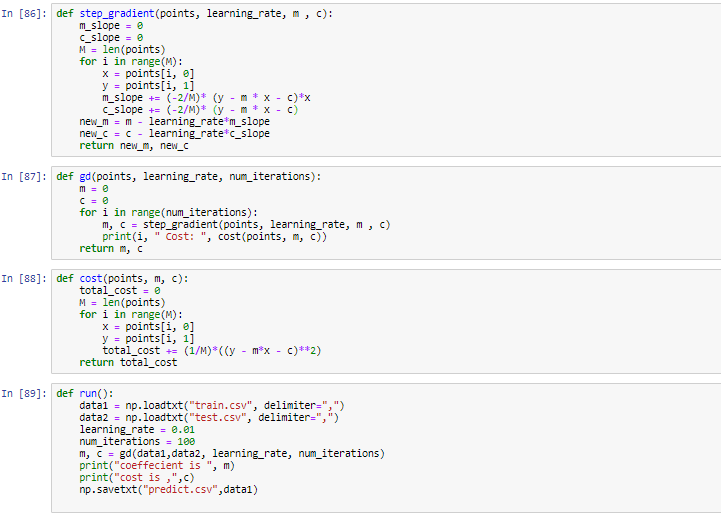 In [86]: def step_gradient(points, learning_rate, m , c):
    m_slope = 0
    c_slope = 0
    M = len(points)
    for i in range(M):
        x = points[i, 0]
        y = points[i, 1]
        m_slope += (-2/M)* (y - m * x - c)*x
        c_slope += (-2/M)* (y - m * x - c)
    new_m = m - learning_rate*m_slope
    new_c = c - learning_rate*c_slope
    return new_m, new_c
In [87]: def gd(points, learning_rate, num_iterations):
    m = 0
    c = 0
    for i in range(num_iterations):
        m, c = step_gradient(points, learning_rate, m , c)
        print(i, " Cost: ", cost(points, m, c))
    return m, c
In [88]: def cost(points, m, c):
    total_cost = 0
    M = len(points)
    for i in range(M):
        x = points[i, 0]
        y = points[i, 1]
        total_cost += (1/M)*((y - m*x - c)**2)
    return total_cost
In [89]: def run():
    data1 = np.loadtxt("train.csv", delimiter=",")
    data2 = np.loadtxt("test.csv", delimiter=",")
    learning_rate = 0.01
    num_iterations = 100
    m, c = gd(data1,data2, learning_rate, num_iterations)
    print("coeffecient is ", m)
    print("cost is ,",c)
    np.savetxt("predict.csv",data1)